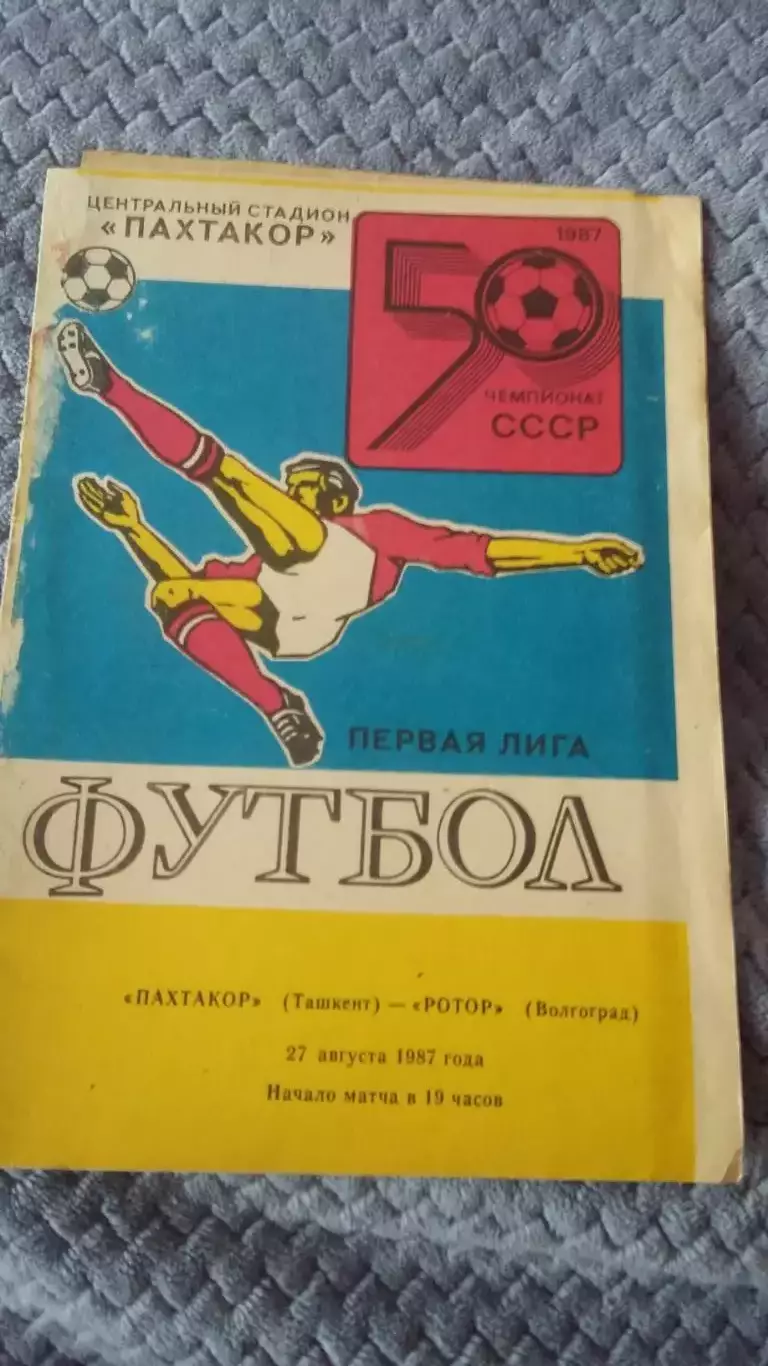 ЦЕНТРАЛЬНЫЙ СТАДИОН
«ПАХТАКОР»
1987
50
ЧЕМПИОНАТ
СССР
ПЕРВАЯ ЛИГА
ФУТБОЛ
«ПАХТАКОР» (Ташкент) — «РОТОР» (Волгоград)
27 августа 1987 года
Начало матча в 19 часов